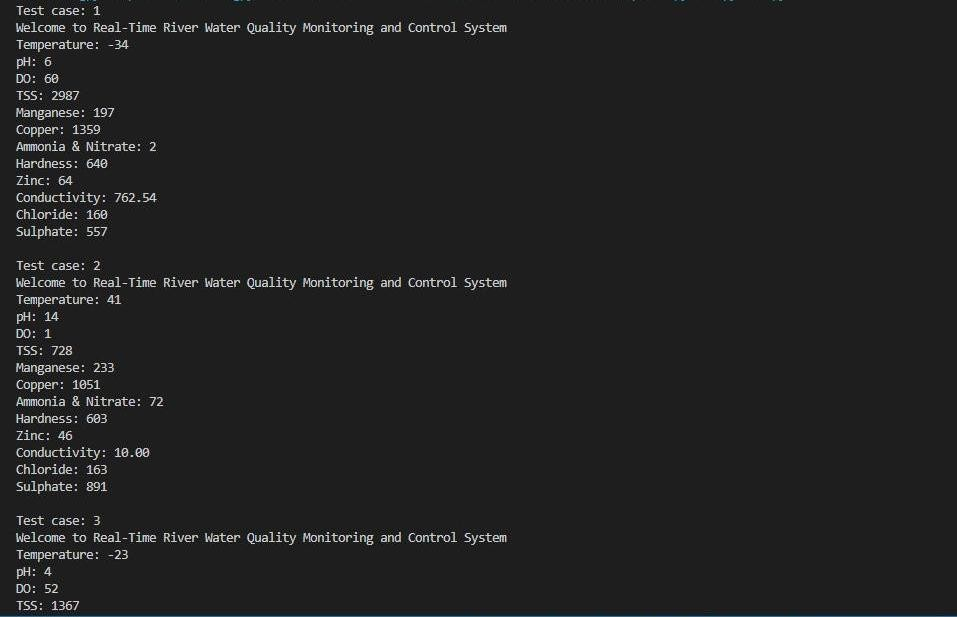 Test case: 1
Welcome to Real-Time River Water Quality Monitoring and Control System
Temperature: -34
pH: 6
DO: 60
TSS: 2987
Manganese: 197
Copper: 1359
Ammonia & Nitrate: 2
Hardness: 640
Zinc: 64
Conductivity: 762.54
Chloride: 160
Sulphate: 557
Test case: 2
Welcome to Real-Time River Water Quality Monitoring and Control System
Temperature: 41
pH: 14
DO: 1
TSS: 728
Manganese: 233
Copper: 1051
Ammonia & Nitrate: 72
Hardness: 603
Zinc: 46
Conductivity: 10.00
Chloride: 163
Sulphate: 891
Test case: 3
Welcome to Real-Time River Water Quality Monitoring and Control System
Temperature: -23
pH: 4
DO: 52
TSS: 1367